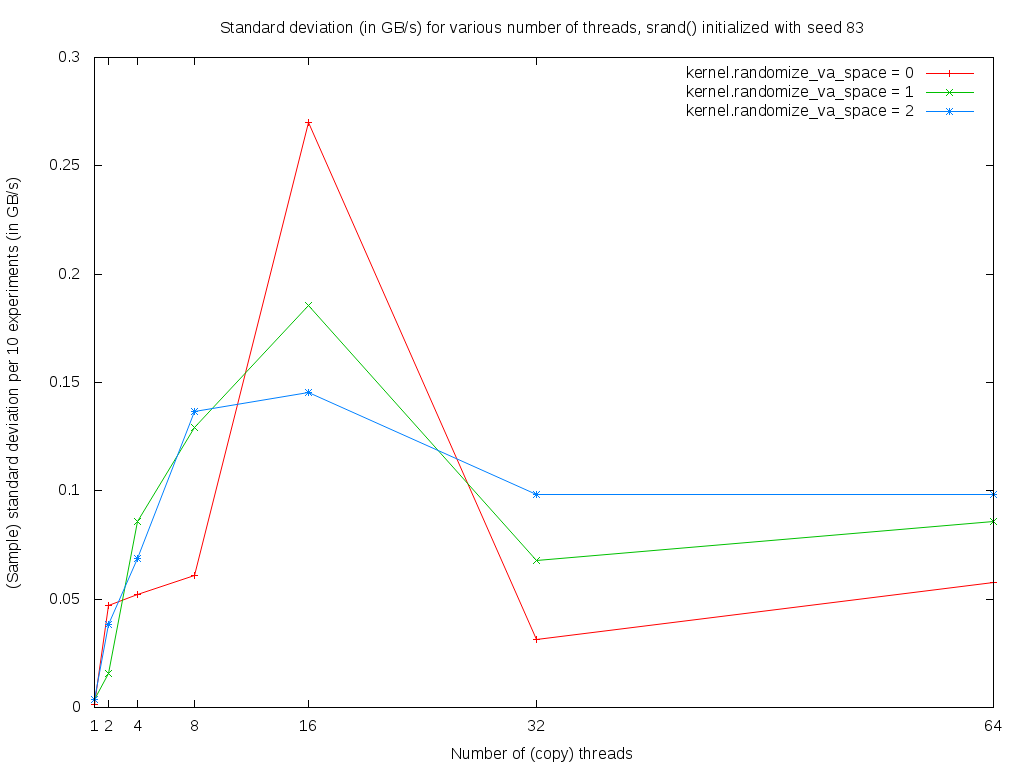 Standard deviation (in GB/s) for various number of threads, srand() initialized with seed 83
kernel.randomize_va_space = 0
kernel.randomize_va_space = 1
kernel.randomize_va_space = 2
(Sample) standard deviation per 10 experiments (in GB/s)
0.3
0.25
0.2
0.15
0.1
0.05
0
1 2 4 8 16 32 64
Number of (copy) threads